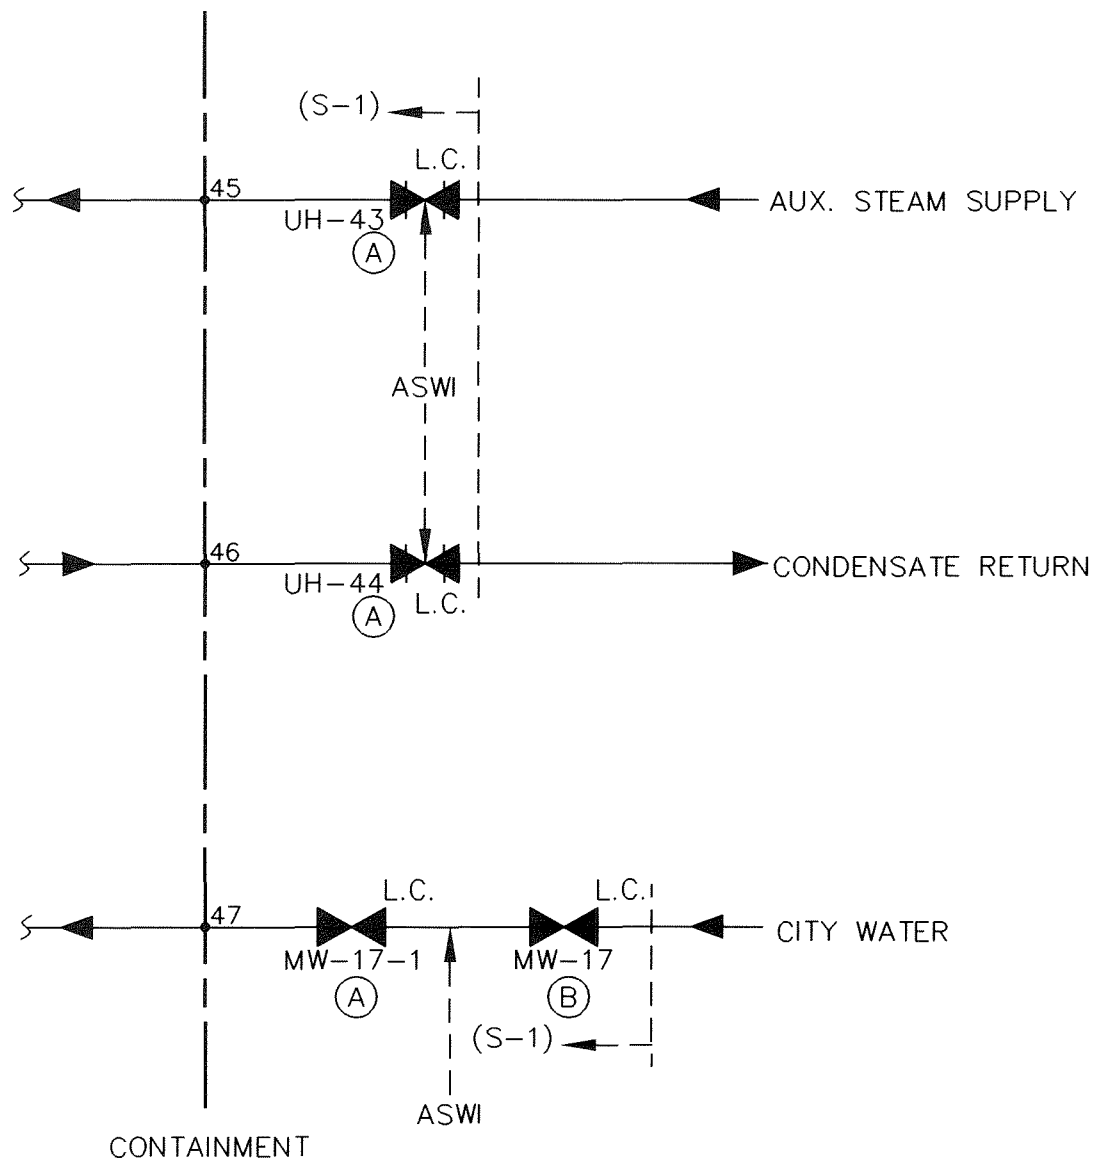 (S-1)
L.C.
45
AUX. STEAM SUPPLY
UH-43
A
ASWI
46
CONDENSATE RETURN
UH-44
L.C.
A
L.C.
L.C.
47
CITY WATER
MW-17-1
MW-17
A
B
(S-1)
ASWI
CONTAINMENT